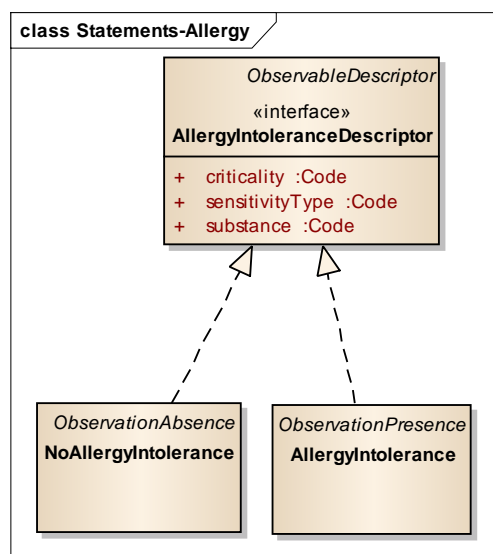 class Statements-Allergy
ObservableDescriptor
«interface»
AllergyIntoleranceDescriptor
+ criticality :Code
+ sensitivityType :Code
+ substance :Code
ObservationAbsence
NoAllergyIntolerance
ObservationPresence
AllergyIntolerance